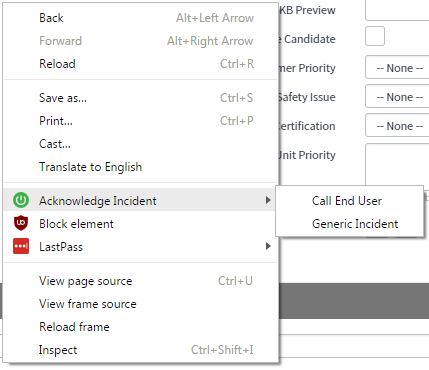 Back Alt+Left Arrow
Forward Alt+Right Arrow
Reload Ctrl+R
Save as... Ctrl+S
Print... Ctrl+P
Cast...
Translate to English
Acknowledge Incident
Block element
LastPass
View page source Ctrl+U
View frame source
Reload frame
Inspect Ctrl+Shift+I
Call End User
Generic Incident
KB Preview
Candidate
Priority -- None --
Safety Issue -- None --
-- None --
Unit Priority